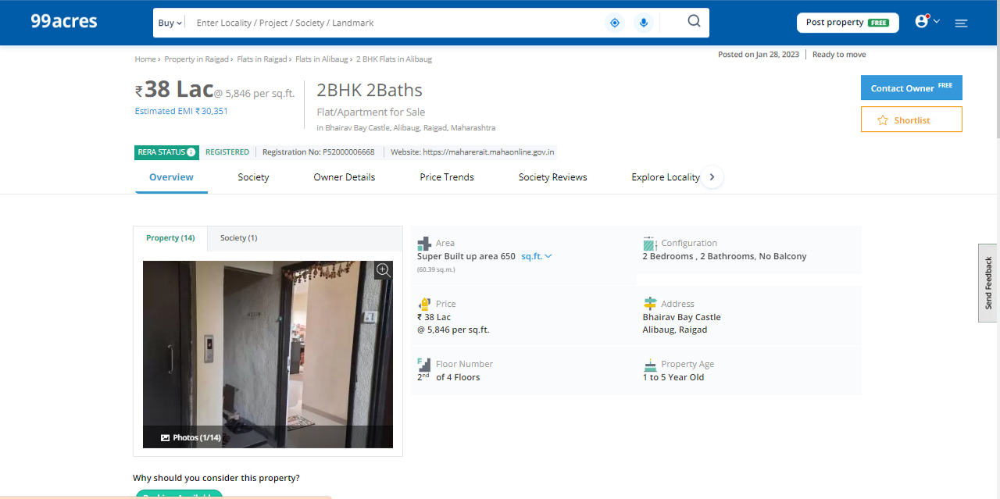 99acres
Buy
Enter Locality / Project / Society / Landmark
Post property FREE
Home › Property in Raigad › Flats in Raigad › Flats in Alibaug › 2 BHK Flats in Alibaug
Posted on Jan 28, 2023 | Ready to move
₹38 Lac@ 5,846 per sq.ft.
Estimated EMI ₹30,351
2BHK 2Baths
Flat/Apartment for Sale
in Bhairav Bay Castle, Alibaug, Raigad, Maharashtra
Contact Owner FREE
Shortlist
RERA STATUS i REGISTERED | Registration No: P52000006668 | Website: https://maharerait.mahaonline.gov.in
Overview
Society
Owner Details
Price Trends
Society Reviews
Explore Locality
Property (14)
Society (1)
Photos (1/14)
Area
Super Built up area 650 sq.ft.
(60.39 sq.m.)
Configuration
2 Bedrooms , 2 Bathrooms, No Balcony
Price
₹ 38 Lac
@ 5,846 per sq.ft.
Address
Bhairav Bay Castle
Alibaug, Raigad
Floor Number
2nd of 4 Floors
Property Age
1 to 5 Year Old
Send Feedback
Why should you consider this property?